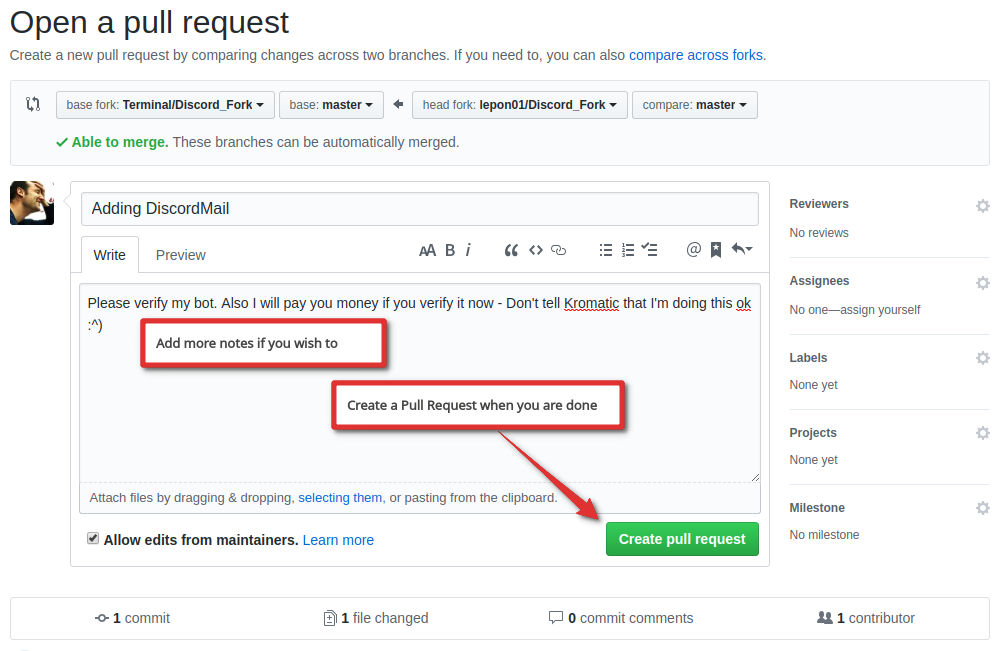 Open a pull request
Create a new pull request by comparing changes across two branches. If you need to, you can also compare across forks.
base fork: Terminal/Discord_Fork base: master head fork: lepon01/Discord_Fork compare: master
Able to merge. These branches can be automatically merged.
Adding DiscordMail
Write Preview AA B i @
Please verify my bot. Also I will pay you money if you verify it now - Don't tell Kromatic that I'm doing this ok
:^)
Add more notes if you wish to
Create a Pull Request when you are done
Attach files by dragging & dropping, selecting them, or pasting from the clipboard.
Allow edits from maintainers. Learn more
Create pull request
Reviewers
No reviews
Assignees
No one—assign yourself
Labels
None yet
Projects
None yet
Milestone
No milestone
1 commit 1 file changed 0 commit comments 1 contributor